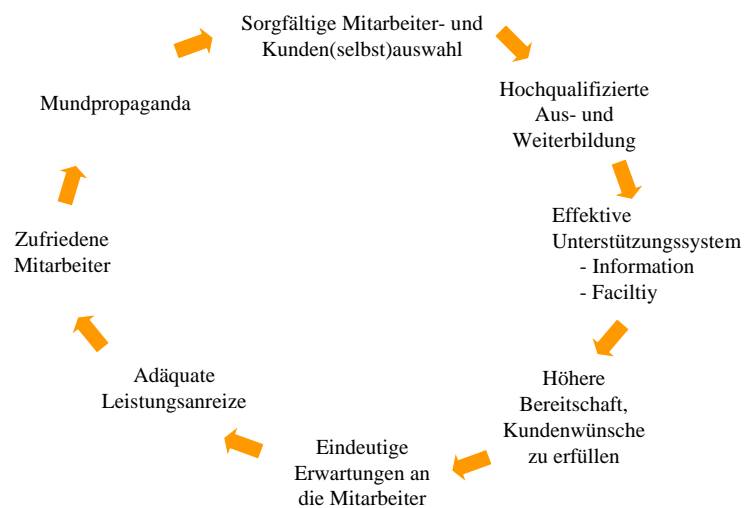 Sorgfältige Mitarbeiter- und
Kunden(selbst)auswahl
Hochqualifizierte
Aus- und
Weiterbildung
Effektive
Unterstützungssystem
- Information
- Faciltiy
Höhere
Bereitschaft,
Kundenwünsche
zu erfüllen
Eindeutige
Erwartungen an
die Mitarbeiter
Adäquate
Leistungsanreize
Zufriedene
Mitarbeiter
Mundpropaganda